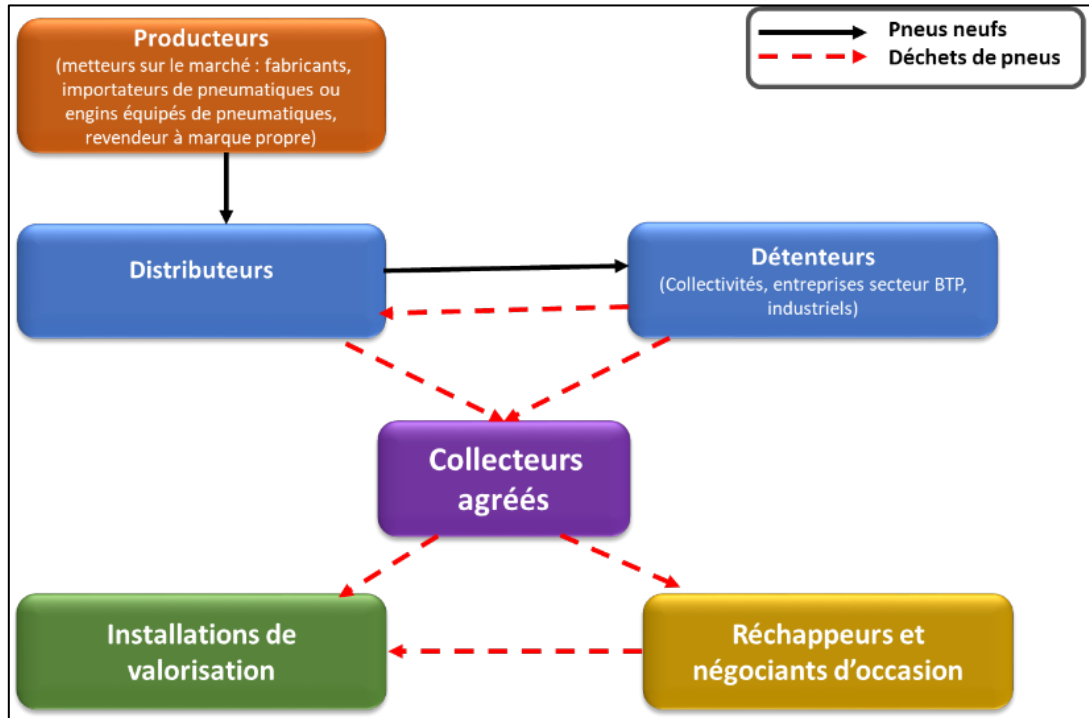 Producteurs
(metteurs sur le marché : fabricants,
importateurs de pneumatiques ou
engins équipés de pneumatiques,
revendeur à marque propre)
Pneus neufs
Déchets de pneus
Distributeurs
Détenteurs
(Collectivités, entreprises secteur BTP,
industriels)
Collecteurs
agréés
Installations de
valorisation
Réchappeurs et
négociants d’occasion